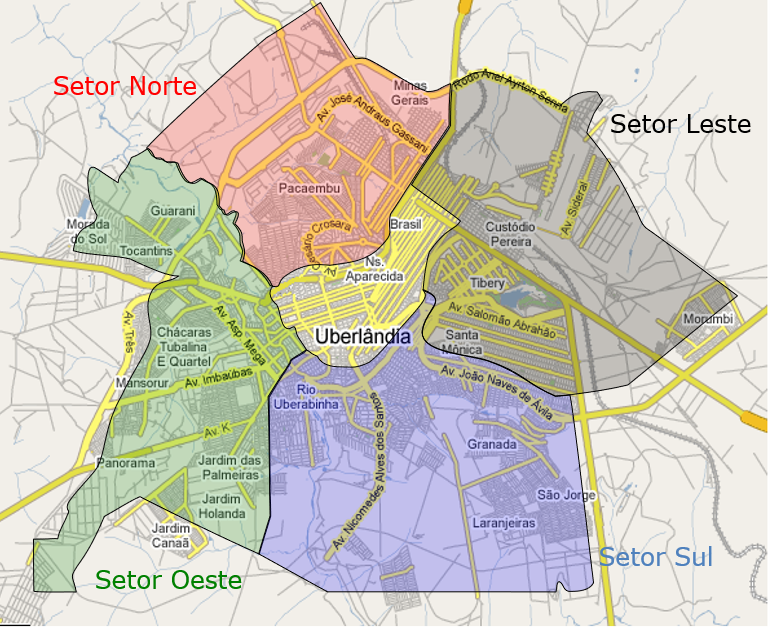 Setor Norte
Minas
Gerais
Rodo Anel Ayrton Senna
Av. José Andraus Gassani
Setor Leste
Pacaembu
Av. Sideral
Guarani
Morada
do Sol
Tocantins
Brasil
Custódio
Pereira
Av. Cesário Crosara
Ns.
Aparecida
Tibery
Av. Salomão Abrahão
Morumbi
Av. Três
Av. Asp. Mega
Uberlândia
Chácaras
Tubalina
E Quartel
Santa
Mônica
Mansorur
Av. Imbaúbas
Av. João Naves de Ávila
Rio
Uberabinha
Av. K
Av. Nicomedes Alves dos Santos
Granada
Panorama
Jardim das
Palmeiras
Jardim
Holanda
São Jorge
Laranjeiras
Jardim
Canaã
Setor Sul
Setor Oeste